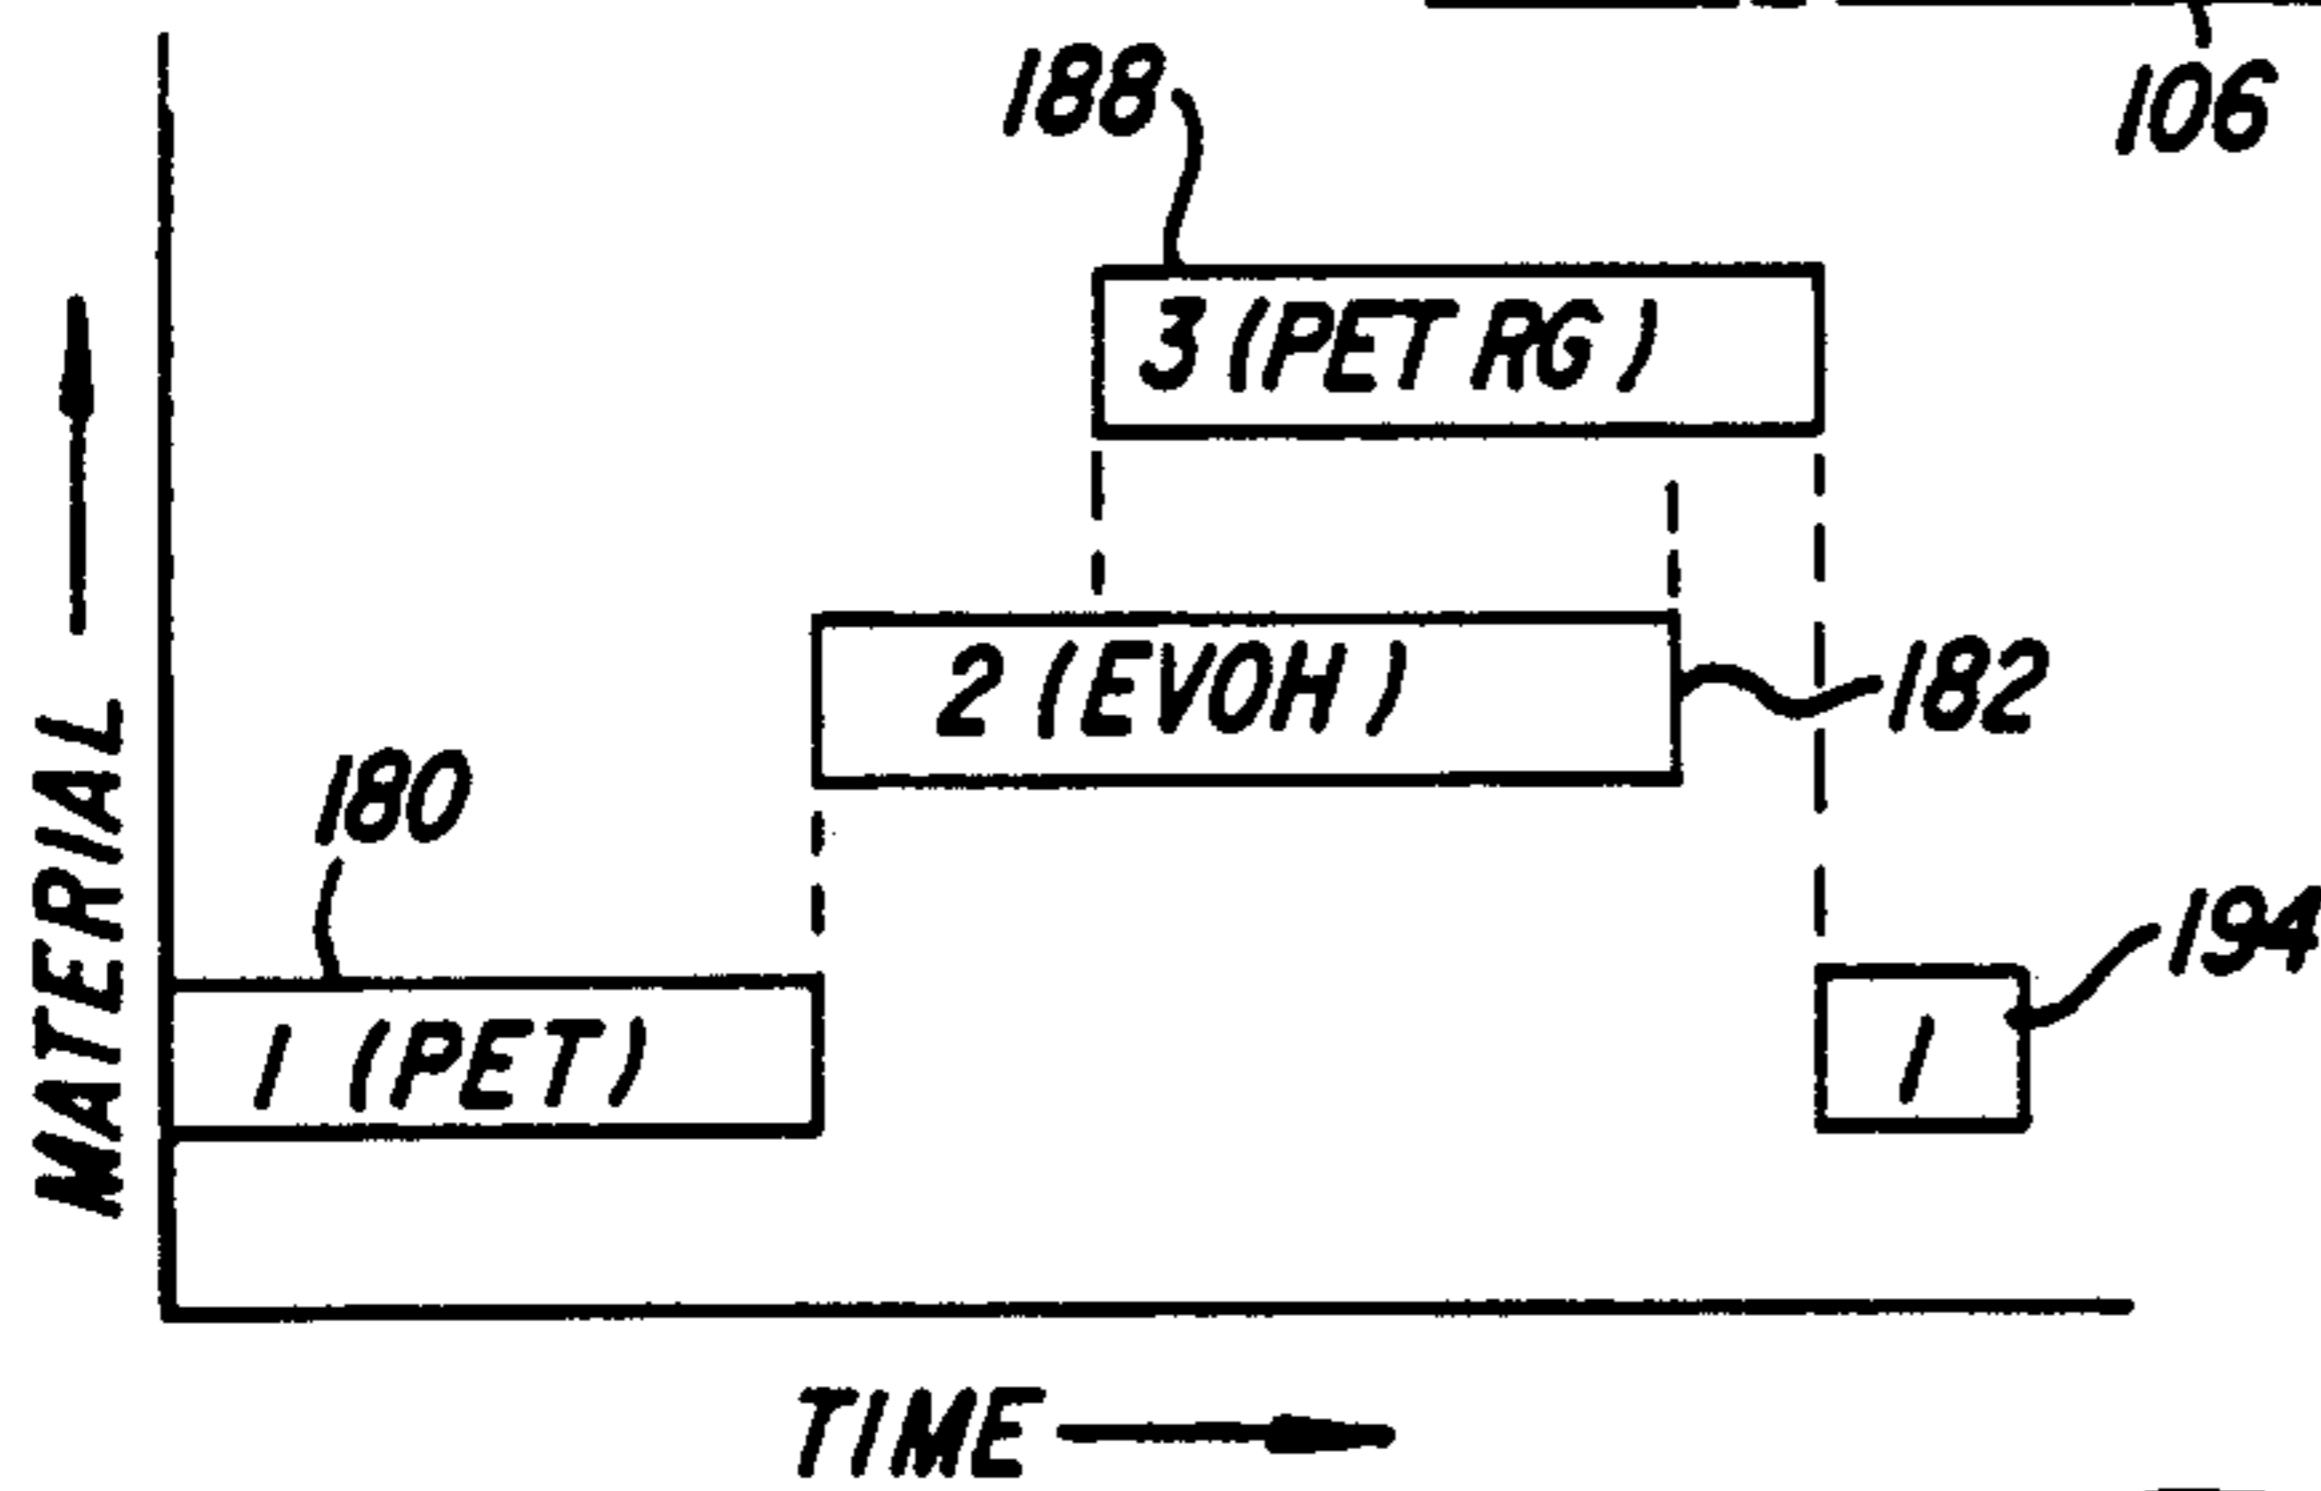 188
106
3 (PET RG)
2 (EVOH)
182
180
194
1 (PET)
1
MATERIAL
TIME